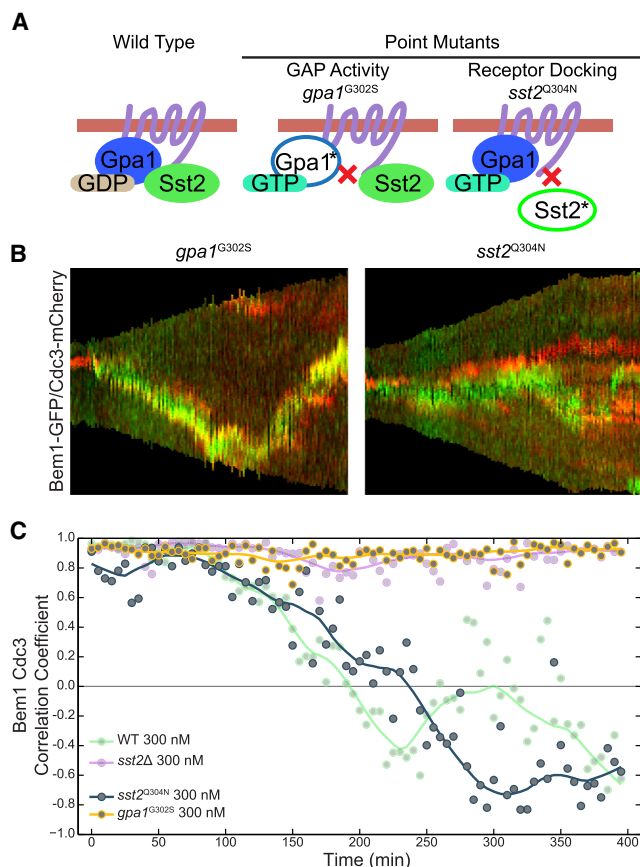 A
Wild Type
Point Mutants
GAP Activity
gpa1G302S
Receptor Docking
sst2Q304N
Gpa1
GDP
Sst2
Gpa1*
GTP
Sst2
Gpa1
GTP
Sst2*
B
gpa1G302S
sst2Q304N
Bem1-GFP/Cdc3-mCherry
C
Bem1 Cdc3
Correlation Coefficient
1.0
0.8
0.6
0.4
0.2
0.0
−0.2
−0.4
−0.6
−0.8
−1.0
WT 300 nM
sst2Δ 300 nM
sst2Q304N 300 nM
gpa1G302S 300 nM
0 50 100 150 200 250 300 350 400
Time (min)